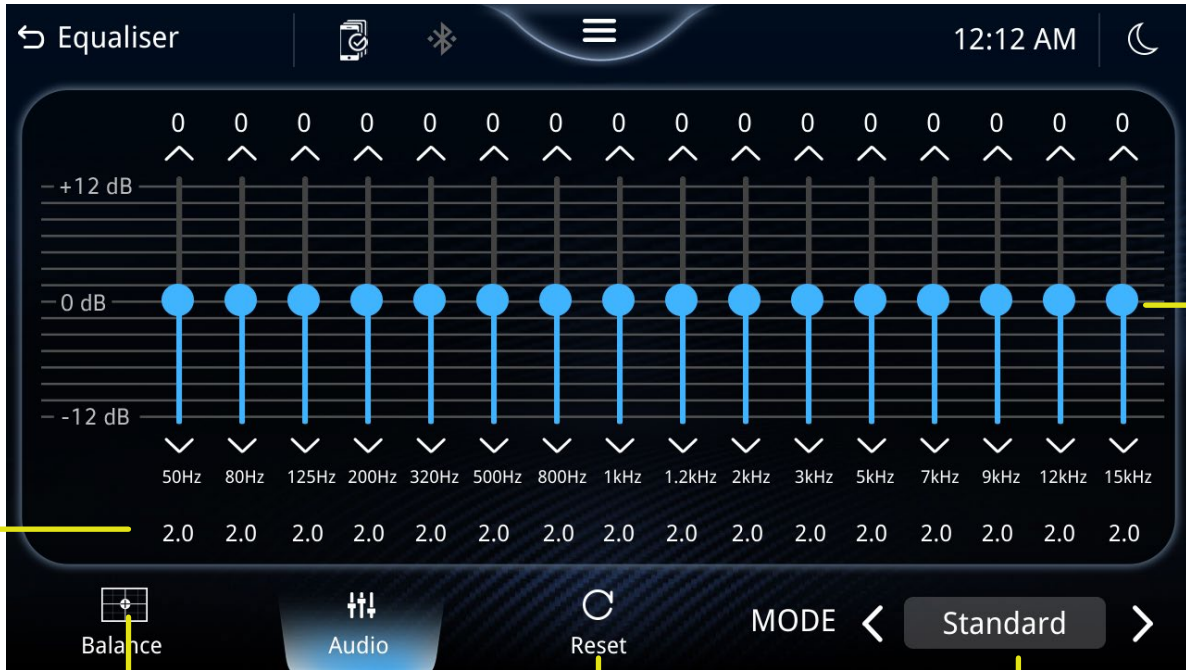 Equaliser 12:12 AM
0 0 0 0 0 0 0 0 0 0 0 0 0 0 0 0
+12 dB
0 dB
-12 dB
50Hz 80Hz 125Hz 200Hz 320Hz 500Hz 800Hz 1kHz 1.2kHz 2kHz 3kHz 5kHz 7kHz 9kHz 12kHz 15kHz
2.0 2.0 2.0 2.0 2.0 2.0 2.0 2.0 2.0 2.0 2.0 2.0 2.0 2.0 2.0 2.0
MODE Standard
Balance Audio Reset